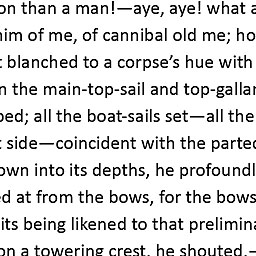 on than a man!—aye, aye! what a
him of me, of cannibal old me; ho
blanched to a corpse’s hue with
n the main-top-sail and top-gallan
ped; all the boat-sails set—all the
side—coincident with the parted
own into its depths, he profoundl
ed at from the bows, for the bows
its being likened to that prelimina
on a towering crest, he shouted,—